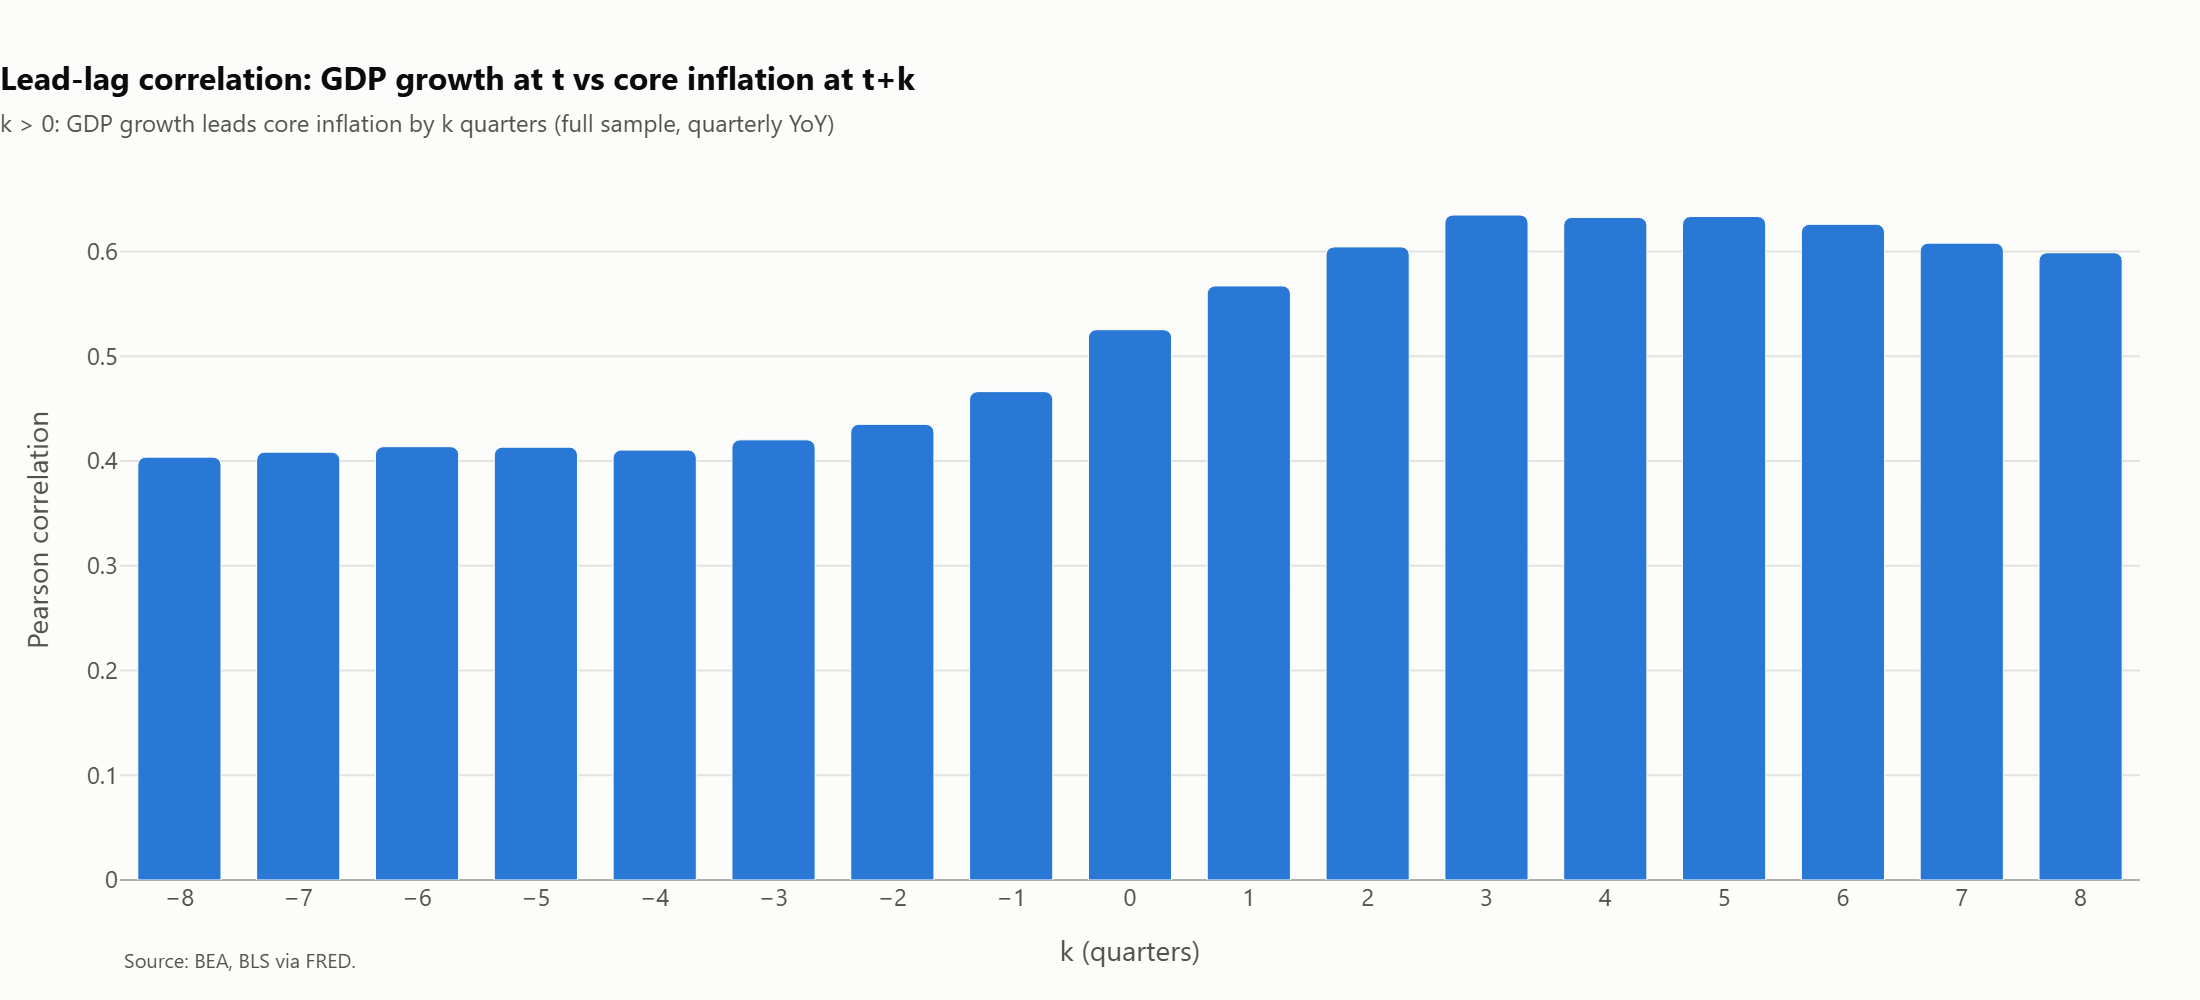 Lead-lag correlation: GDP growth at t vs core inflation at t+k
k > 0: GDP growth leads core inflation by k quarters (full sample, quarterly YoY)
Pearson correlation
0.6
0.5
0.4
0.3
0.2
0.1
0
−8 −7 −6 −5 −4 −3 −2 −1 0 1 2 3 4 5 6 7 8
k (quarters)
Source: BEA, BLS via FRED.